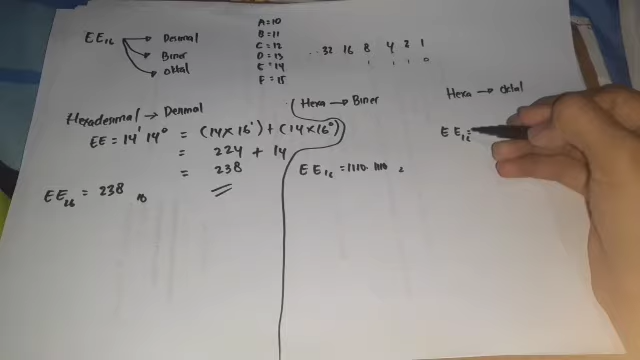 EE₁₆ → Desimal
→ Biner
→ Oktal
A = 10
B = 11
C = 12
D = 13
E = 14
F = 15
.. 32 16 8 4 2 1
1 1 1 0
Hexadesimal → Desimal
EE = 14¹ 14⁰ = (14 x 16¹) + (14 x 16⁰)
= 224 + 14
= 238
EE₁₆ = 238 ₁₀
Hexa → Biner
EE₁₆ = 1110 1110 ₂
Hexa → Oktal
EE₁₆ =